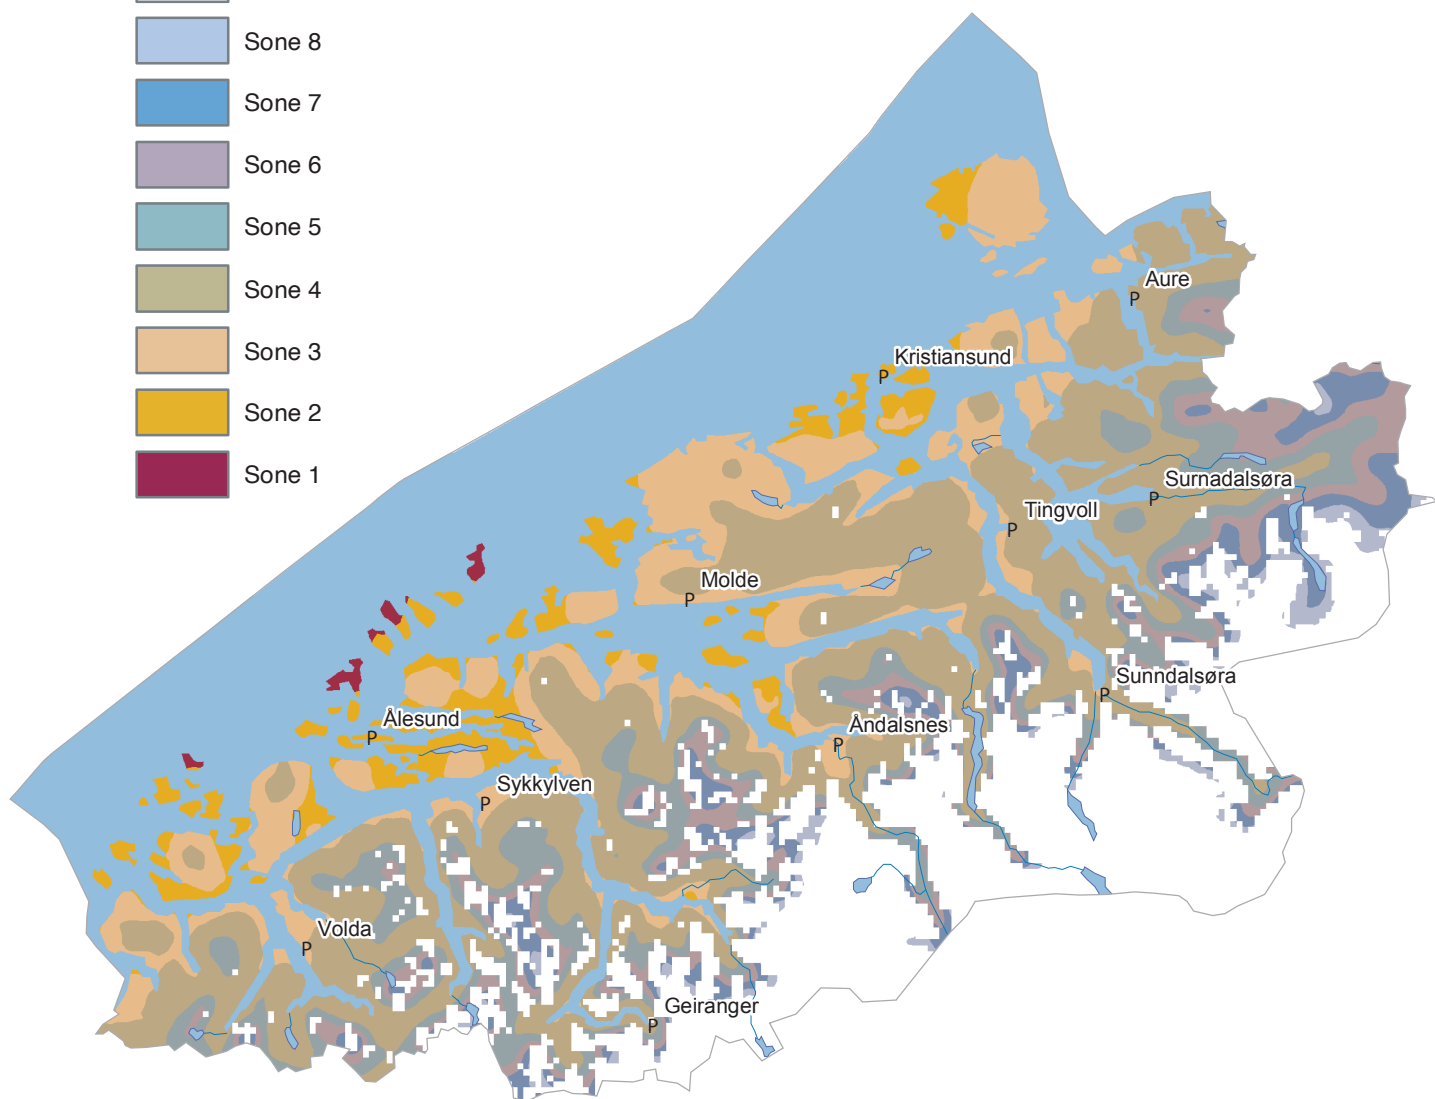 Sone 8
Sone 7
Sone 6
Sone 5
Sone 4
Sone 3
Sone 2
Sone 1
Aure
P
Kristiansund
P
Surnadalsøra
P
Tingvoll
P
Molde
P
Sunndalsøra
P
Ålesund
P
Åndalsnes
P
Sykkylven
P
Volda
P
Geiranger
P